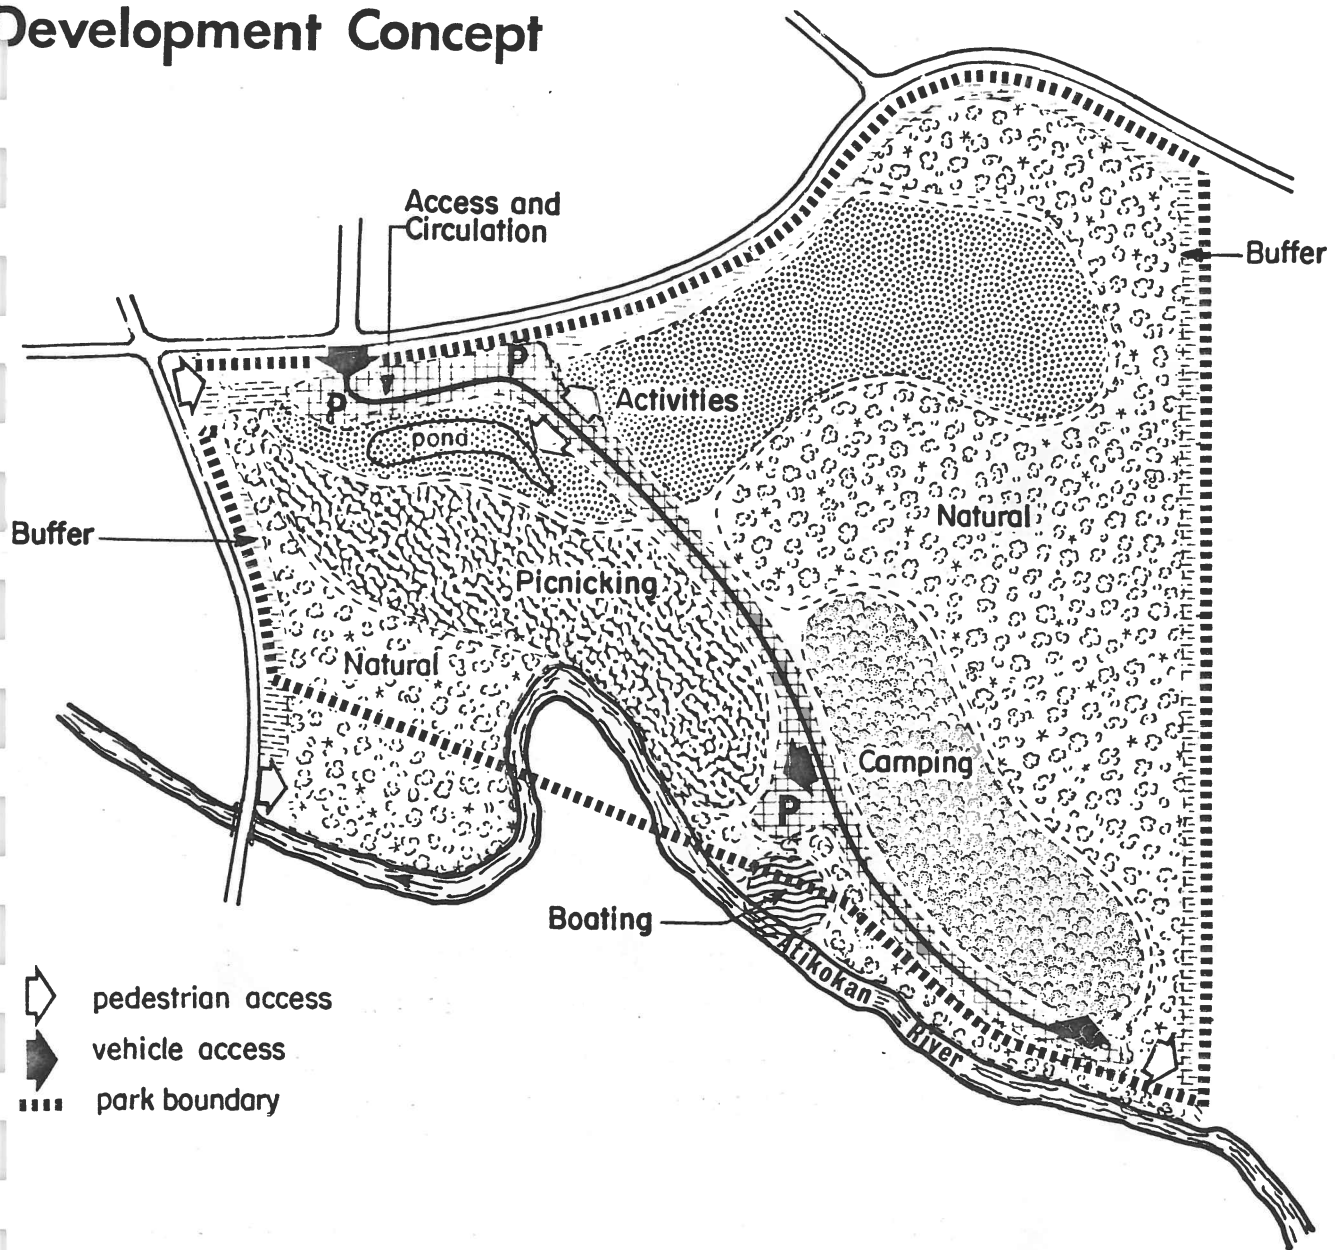 Development Concept
Access and
Circulation
Buffer
P
P
Activities
pond
Natural
Buffer
Picnicking
Natural
Camping
P
Boating
Atikokan
River
pedestrian access
vehicle access
park boundary